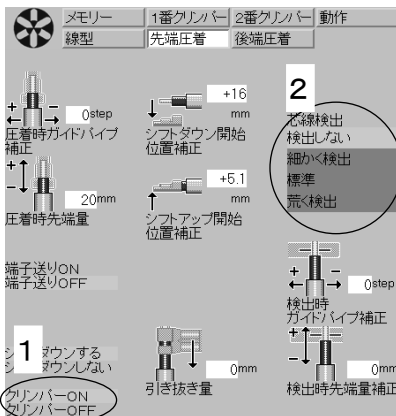 メモリー 1番クリンパー 2番クリンパー 動作
線型 先端圧着 後端圧着
2
+16
0step mm 芯線検出
圧着時ガイドパイプ シフトダウン開始 検出しない
補正 位置補正 細かく検出
+5.1 標準
20mm mm 荒く検出
圧着時先端量 シフトアップ開始
位置補正
端子送りON 0step
端子送りOFF 検出時
ガイドパイプ補正
1
ダウンする
ダウンしない 0mm 0mm
引き抜き量 検出時先端量補正
クリンパーON
クリンパーOFF